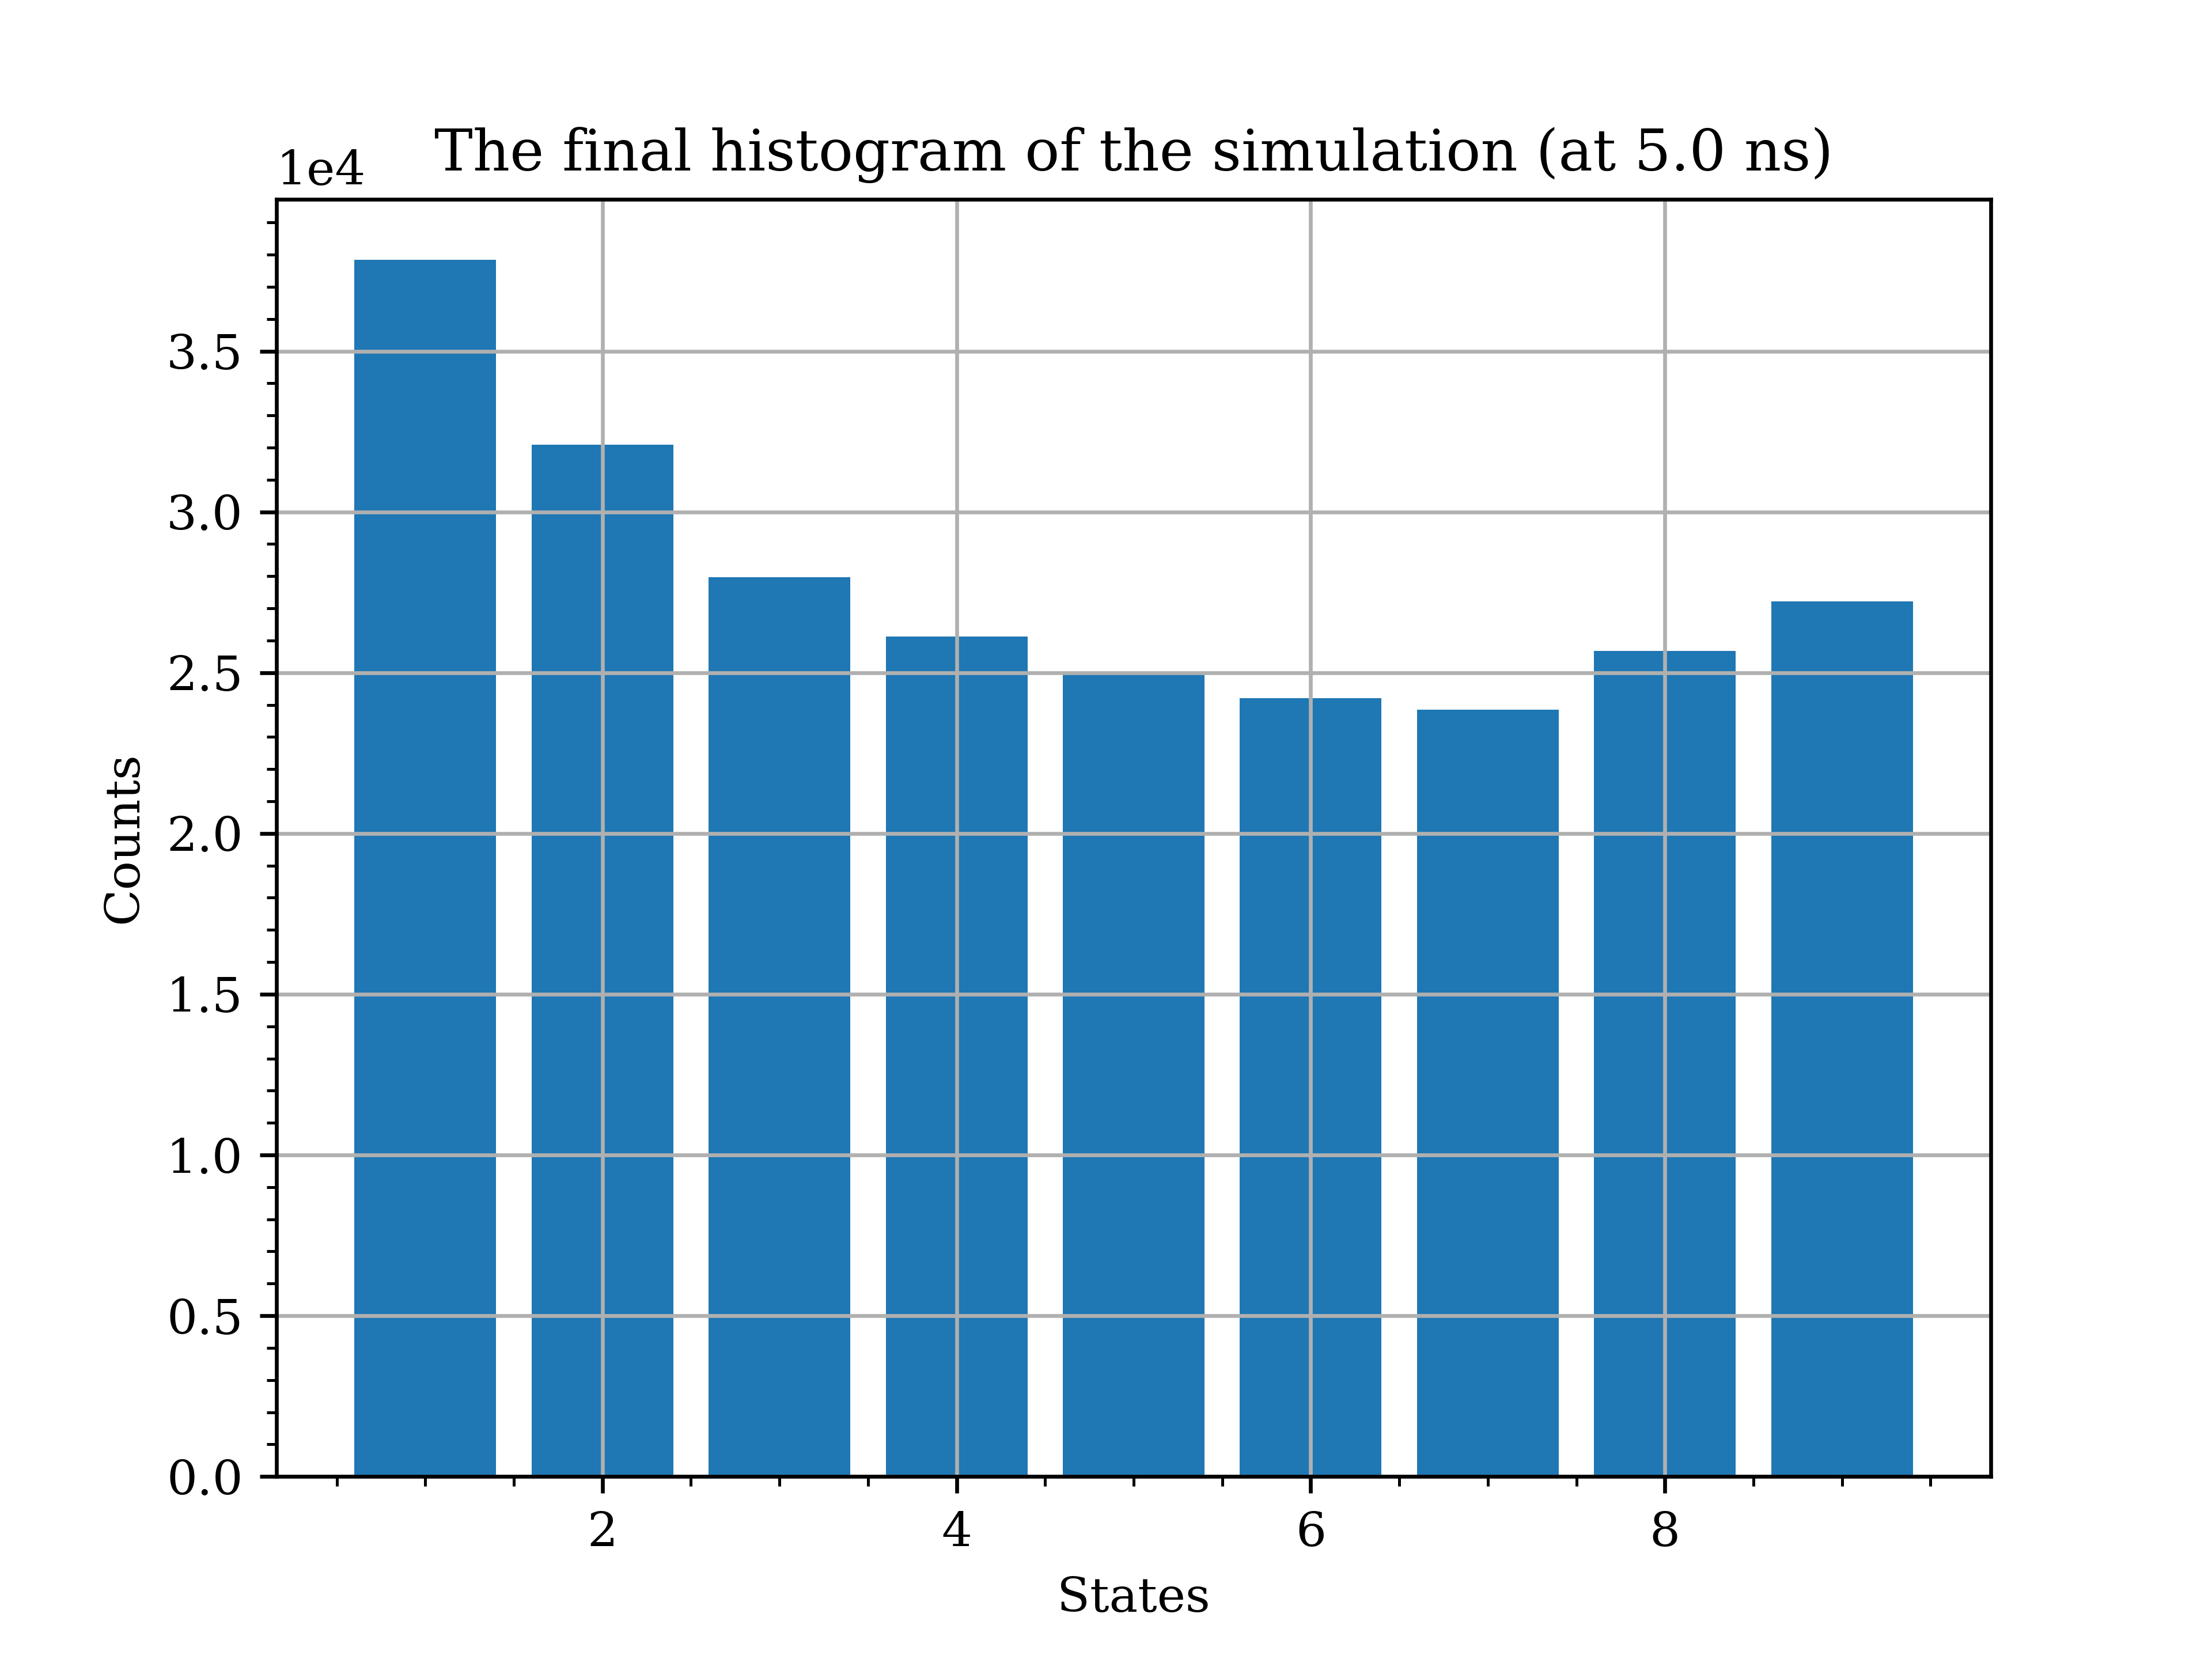 The final histogram of the simulation (at 5.0 ns)
1e4
3.5
3.0
2.5
2.0
1.5
1.0
0.5
0.0
Counts
2 4 6 8
States